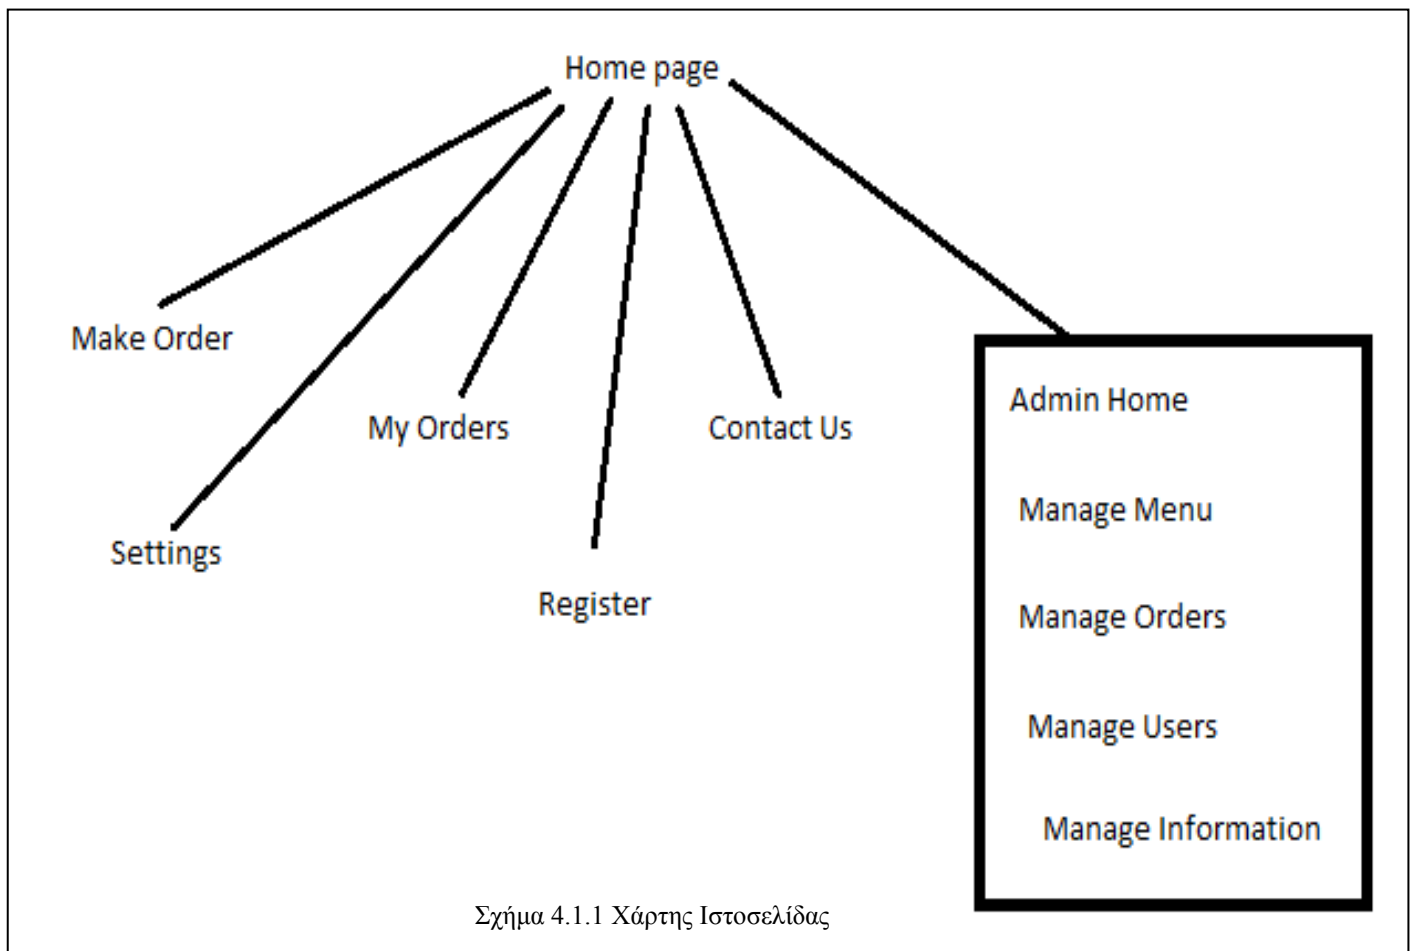 Home page
Make Order
My Orders
Contact Us
Settings
Register
Admin Home
Manage Menu
Manage Orders
Manage Users
Manage Information
Σχήμα 4.1.1 Χάρτης Ιστοσελίδας